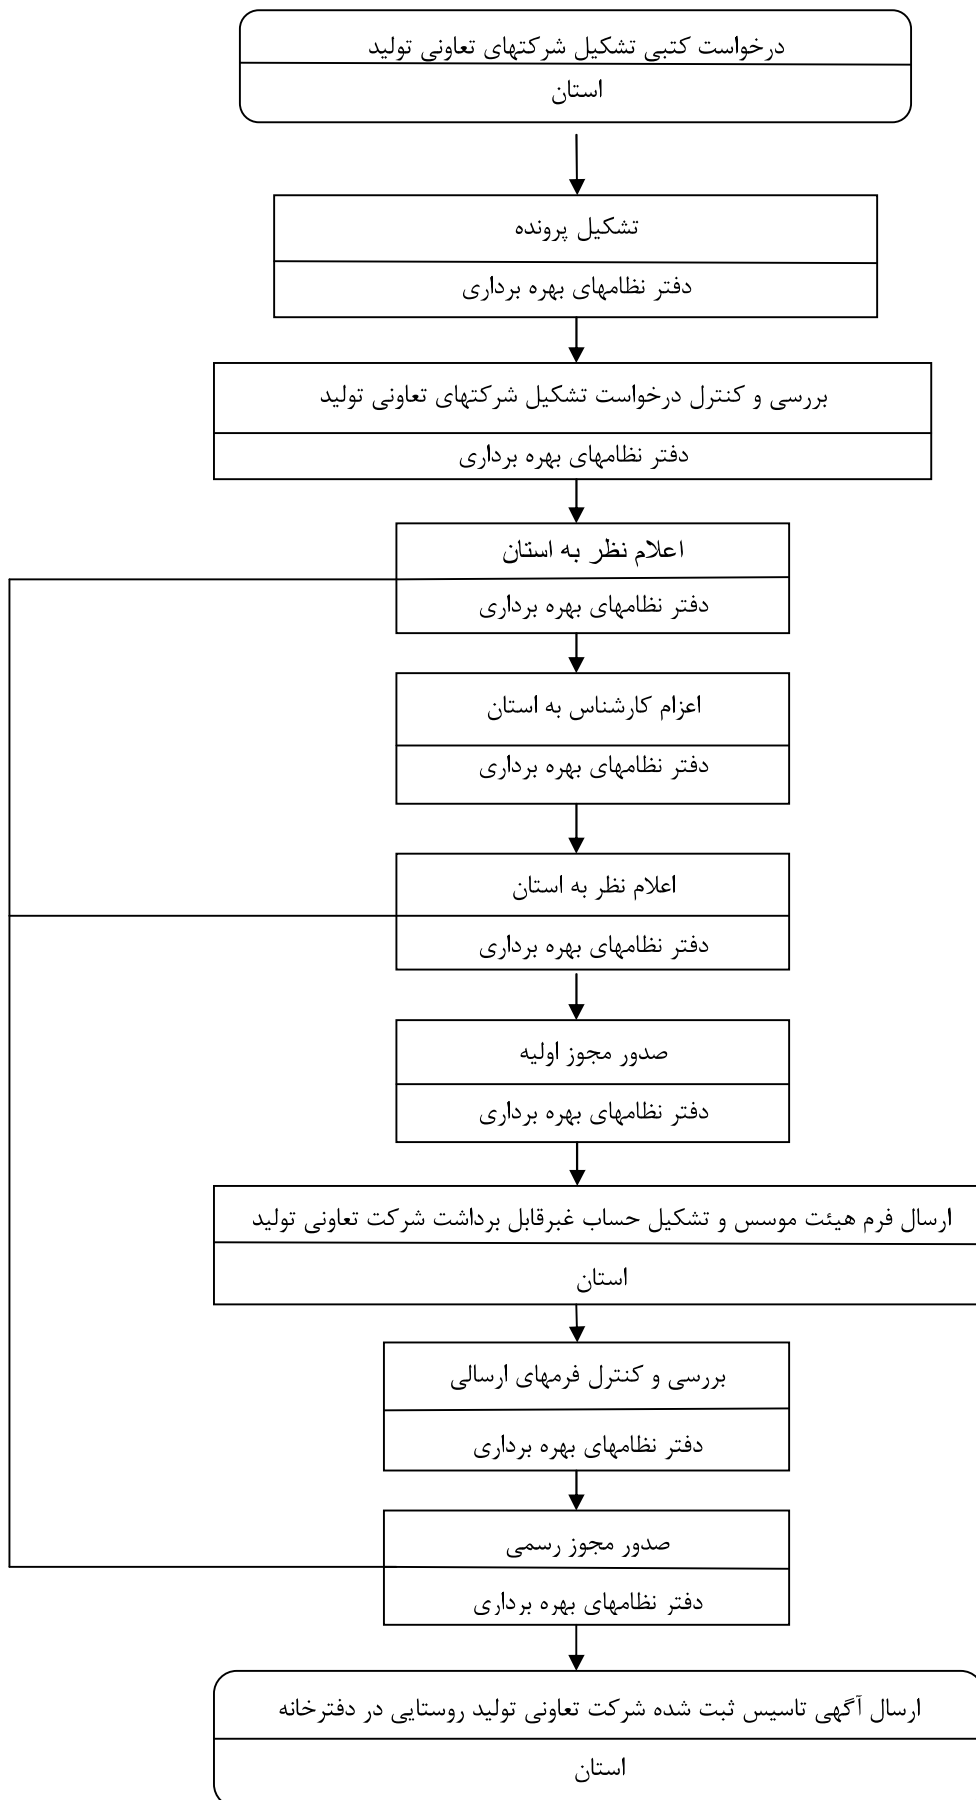 درخواست کتبی تشکیل شرکتهای تعاونی تولید
استان
تشکیل پرونده
دفتر نظامهای بهره برداری
بررسی و کنترل درخواست تشکیل شرکتهای تعاونی تولید
دفتر نظامهای بهره برداری
اعلام نظر به استان
دفتر نظامهای بهره برداری
اعزام کارشناس به استان
دفتر نظامهای بهره برداری
اعلام نظر به استان
دفتر نظامهای بهره برداری
صدور مجوز اولیه
دفتر نظامهای بهره برداری
ارسال فرم هیئت موسس و تشکیل حساب غبرقابل برداشت شرکت تعاونی تولید
استان
بررسی و کنترل فرمهای ارسالی
دفتر نظامهای بهره برداری
صدور مجوز رسمی
دفتر نظامهای بهره برداری
ارسال آگهی تاسیس ثبت شده شرکت تعاونی تولید روستایی در دفترخانه
استان